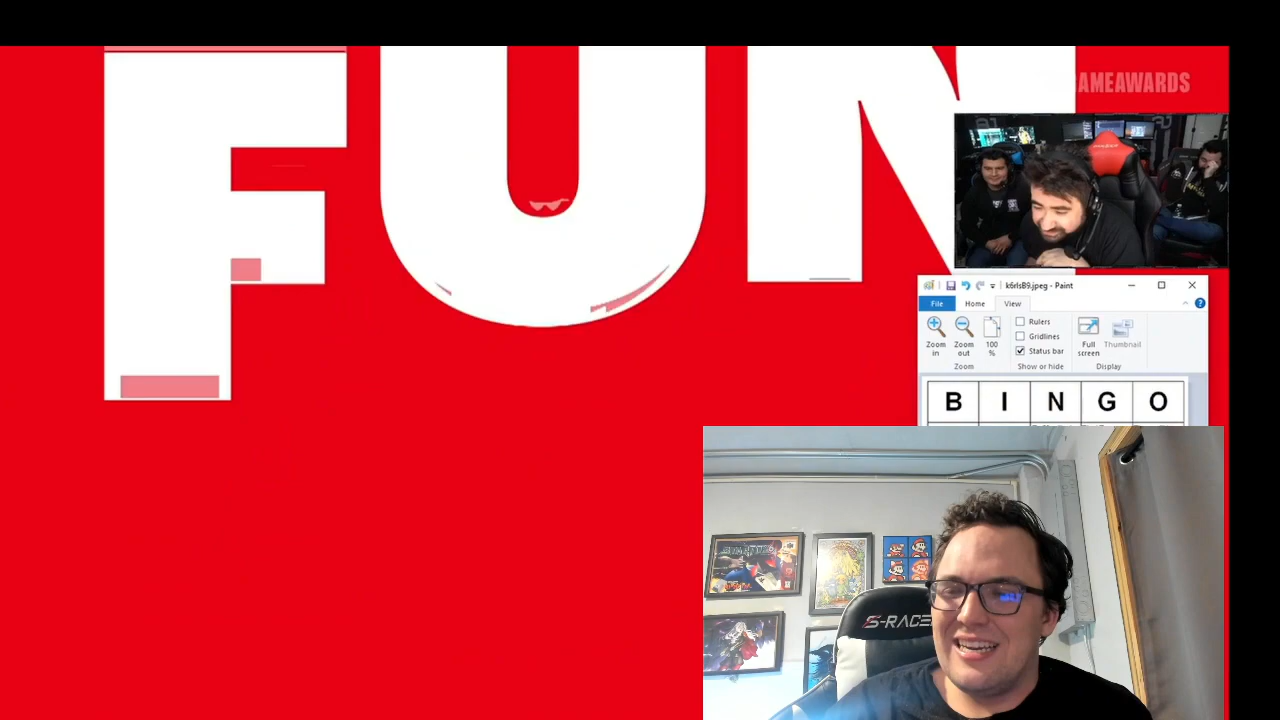 FUN
AMEAWARDS
k6rlsB9.jpeg - Paint
File Home View
Rulers
Gridlines
Status bar
Zoom in
Zoom out
100 %
Full screen
Thumbnail
Zoom
Show or hide
Display
B I N G O
S-RACE